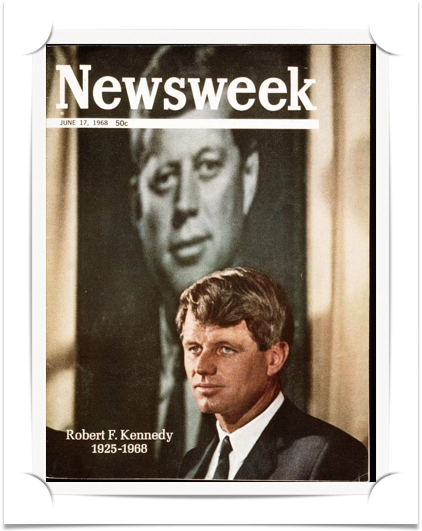 Newsweek
JUNE 17, 1968 50c
Robert F. Kennedy
1925-1968